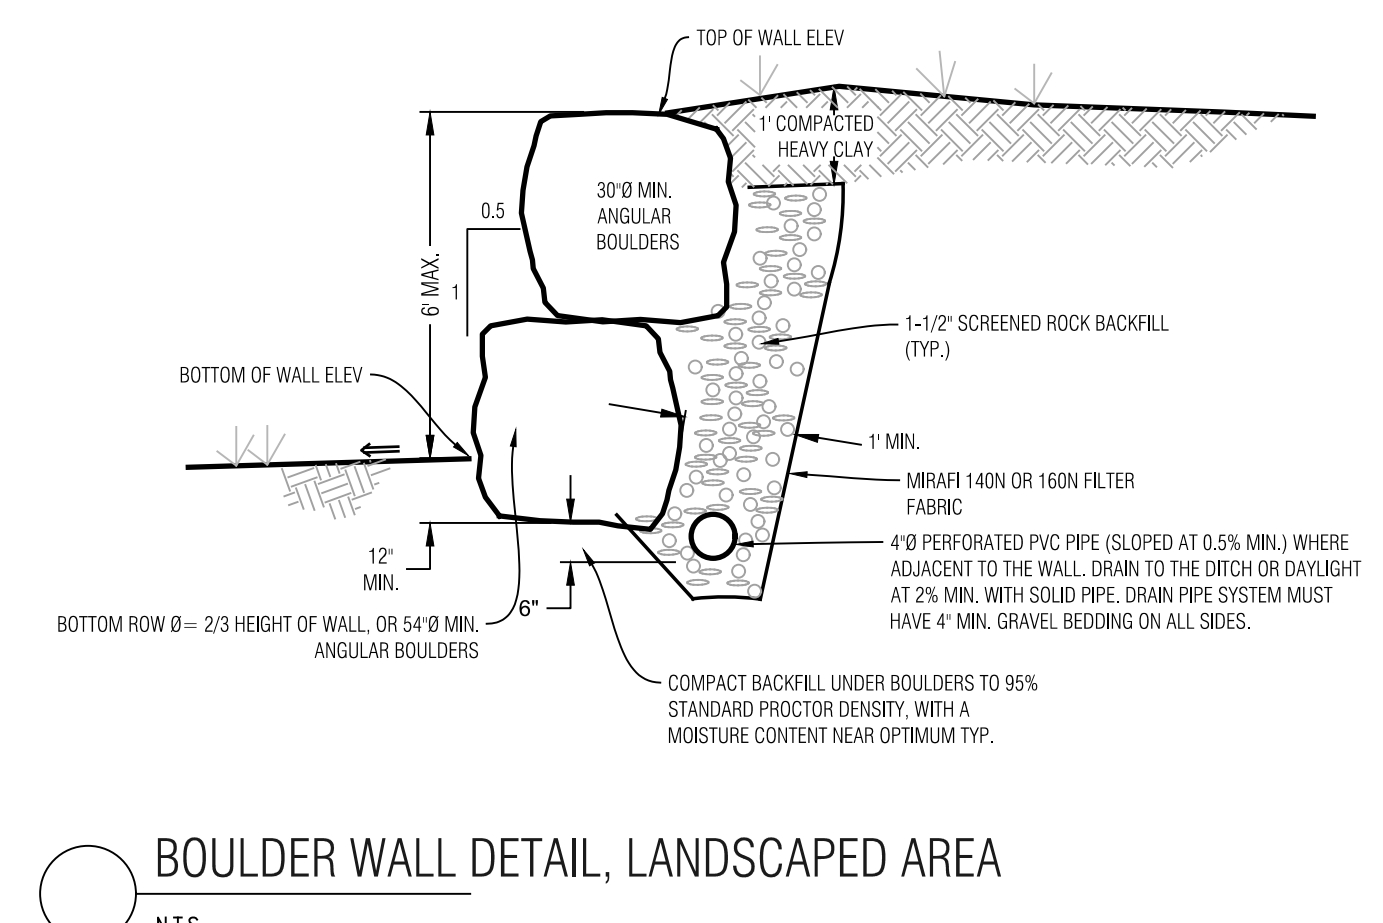 TOP OF WALL ELEV
1' COMPACTED
HEAVY CLAY
30"Ø MIN.
ANGULAR
BOULDERS
0.5
1
6' MAX.
1-1/2" SCREENED ROCK BACKFILL
(TYP.)
BOTTOM OF WALL ELEV
1' MIN.
MIRAFI 140N OR 160N FILTER
FABRIC
4"Ø PERFORATED PVC PIPE (SLOPED AT 0.5% MIN.) WHERE
ADJACENT TO THE WALL. DRAIN TO THE DITCH OR DAYLIGHT
AT 2% MIN. WITH SOLID PIPE. DRAIN PIPE SYSTEM MUST
HAVE 4" MIN. GRAVEL BEDDING ON ALL SIDES.
12"
MIN.
6"
BOTTOM ROW Ø= 2/3 HEIGHT OF WALL, OR 54"Ø MIN.
ANGULAR BOULDERS
COMPACT BACKFILL UNDER BOULDERS TO 95%
STANDARD PROCTOR DENSITY, WITH A
MOISTURE CONTENT NEAR OPTIMUM TYP.
BOULDER WALL DETAIL, LANDSCAPED AREA
N.T.S.